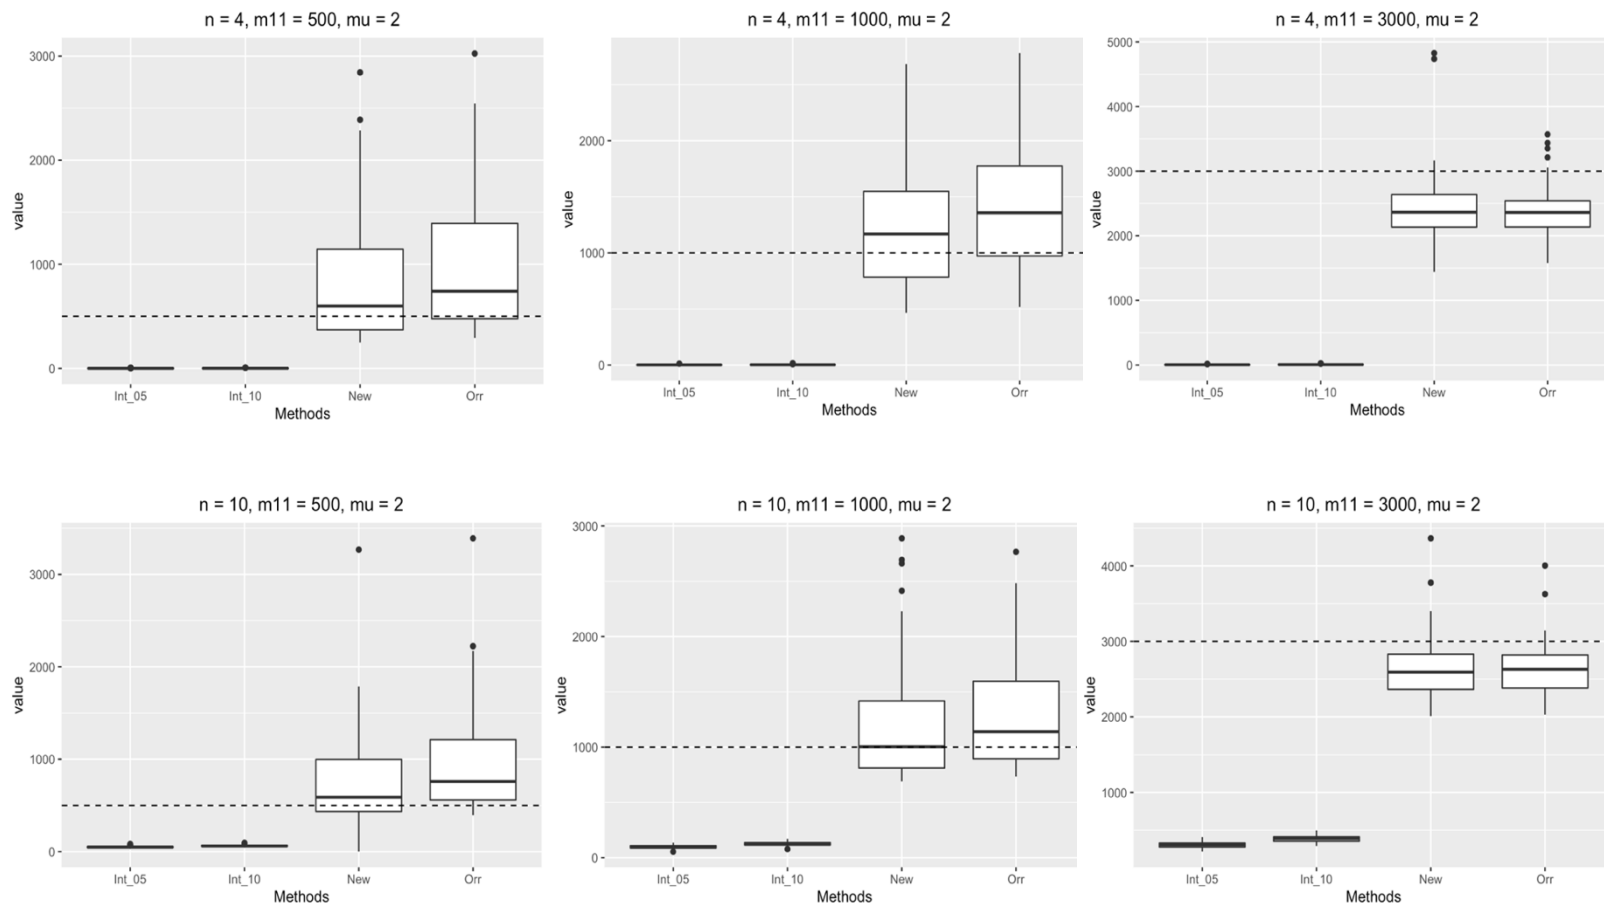 n = 4, m11 = 500, mu = 2
3000
2000
1000
0
value
Int_05 Int_10 New Orr
Methods
n = 4, m11 = 1000, mu = 2
2000
1000
0
value
Int_05 Int_10 New Orr
Methods
n = 4, m11 = 3000, mu = 2
5000
4000
3000
2000
1000
0
value
Int_05 Int_10 New Orr
Methods
n = 10, m11 = 500, mu = 2
3000
2000
1000
0
value
Int_05 Int_10 New Orr
Methods
n = 10, m11 = 1000, mu = 2
3000
2000
1000
0
value
Int_05 Int_10 New Orr
Methods
n = 10, m11 = 3000, mu = 2
4000
3000
2000
1000
value
Int_05 Int_10 New Orr
Methods